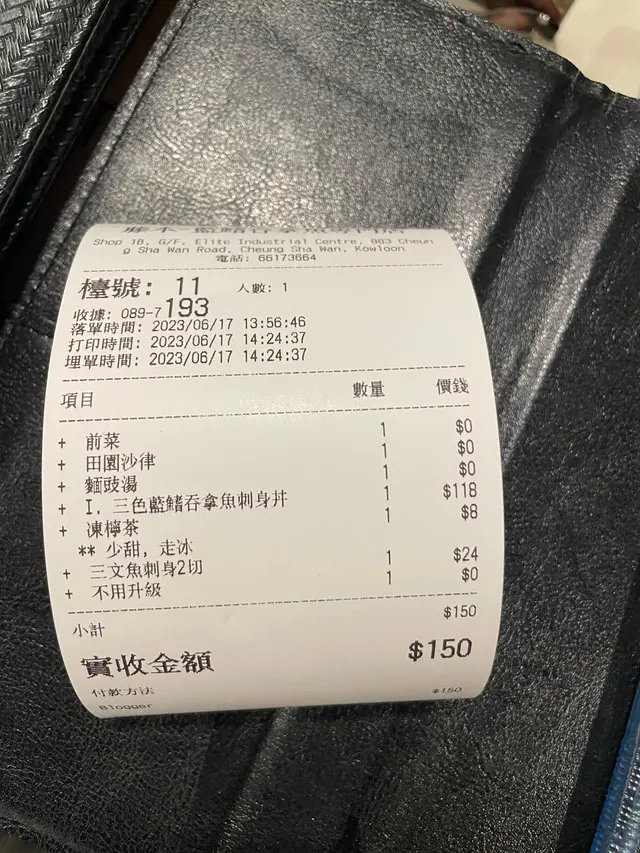 Shop 1B, G/F, Elite Industrial Centre, 883 Cheun
g Sha Wan Road, Cheung Sha Wan, Kowloon
電話: 66173664
檯號: 11 人數: 1
收據: 089-7193
落單時間: 2023/06/17 13:56:46
打印時間: 2023/06/17 14:24:37
埋單時間: 2023/06/17 14:24:37
項目 數量 價錢
+ 前菜 1 $0
+ 田園沙律 1 $0
+ 麵豉湯 1 $0
+ I. 三色藍鰭吞拿魚刺身丼 1 $118
+ 凍檸茶 1 $8
** 少甜, 走冰
+ 三文魚刺身2切 1 $24
+ 不用升級 1 $0
小計 $150
實收金額 $150
付款方法
Blogger $150